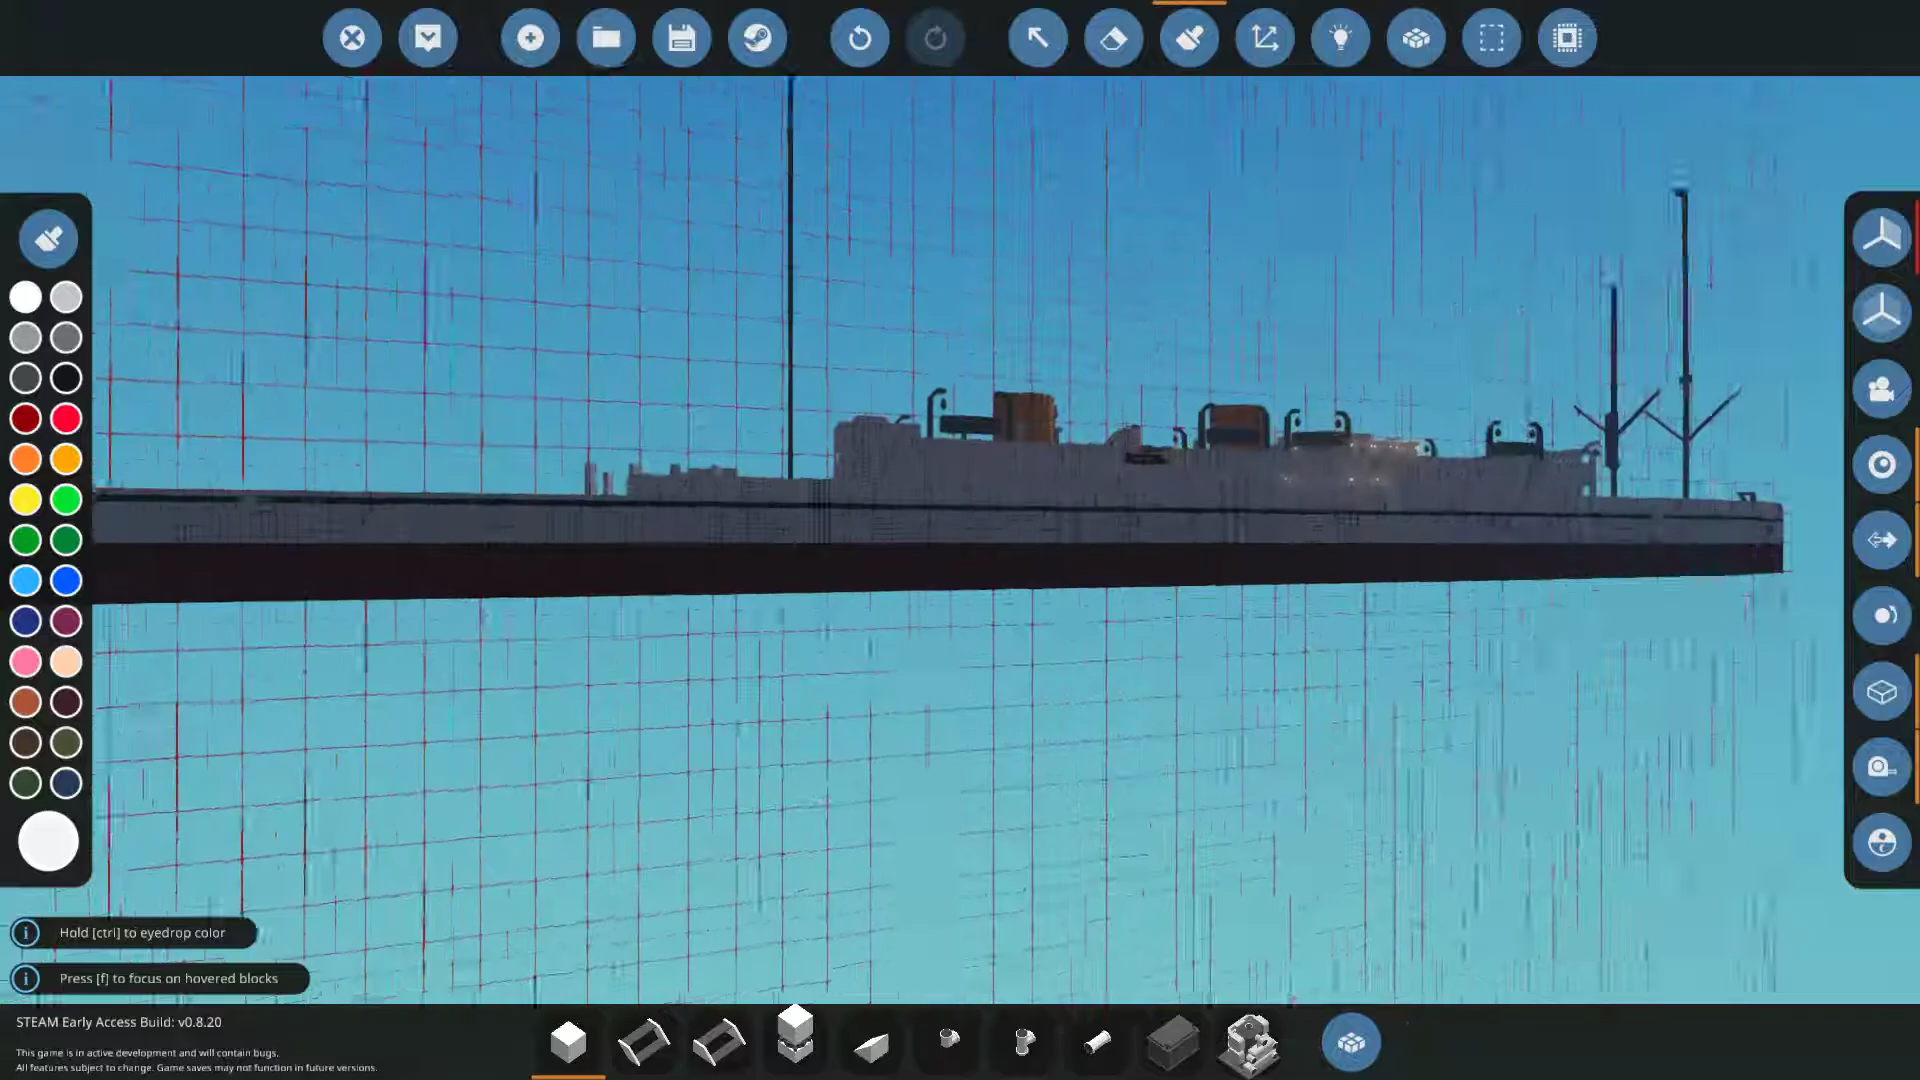 Hold [ctrl] to eyedrop color
Press [f] to focus on hovered blocks
STEAM Early Access Build: v0.8.20
This game is in active development and will contain bugs.
All features subject to change. Game saves may not function in future versions.